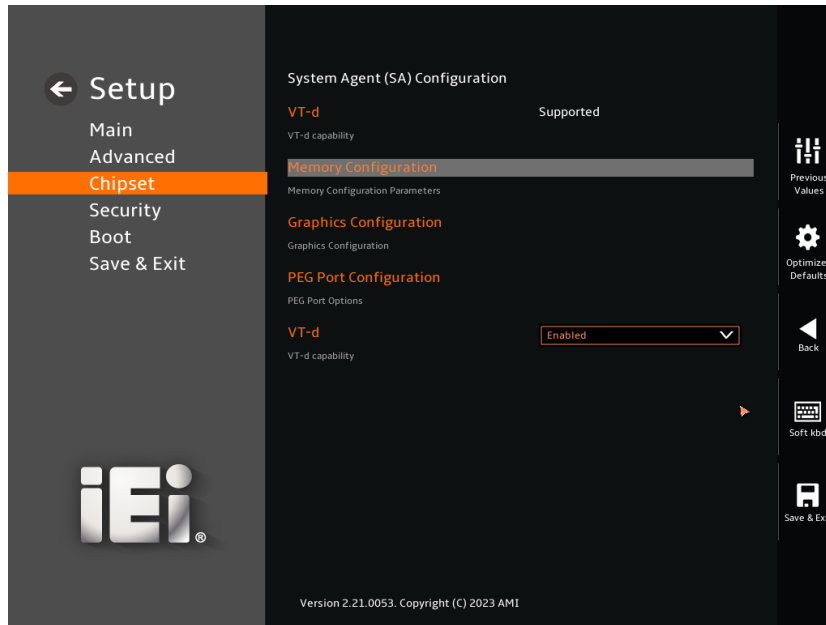 Setup
Main
Advanced
Chipset
Security
Boot
Save & Exit
iEi®
System Agent (SA) Configuration
VT-d Supported
VT-d capability
Memory Configuration
Memory Configuration Parameters
Graphics Configuration
Graphics Configuration
PEG Port Configuration
PEG Port Options
VT-d Enabled
VT-d capability
Version 2.21.0053. Copyright (C) 2023 AMI
Previous
Values
Optimize
Defaults
Back
Soft kbd
Save & Ex